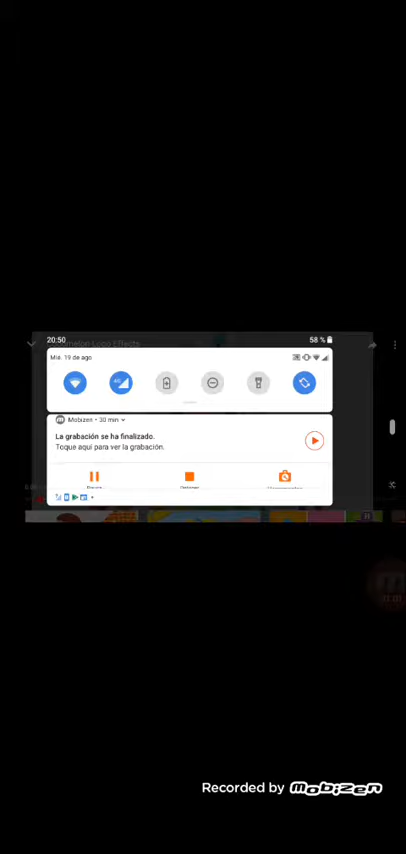 20:50
58 %
Mié. 19 de ago
4G
Mobizen • 30 min
La grabación se ha finalizado.
Toque aquí para ver la grabación.
Recorded by Mobizen